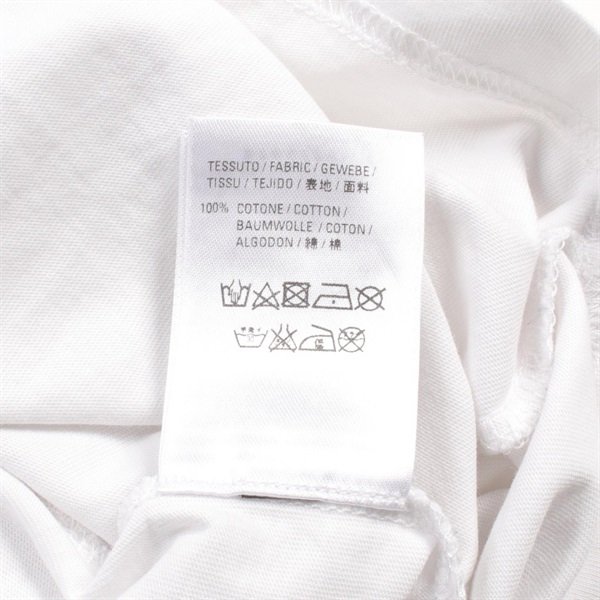 TESSUTO / FABRIC / GEWEBE /
TISSU / TEJIDO / 表地 / 面料
100% COTONE / COTTON /
BAUMWOLLE / COTON /
ALGODON / 綿 / 棉